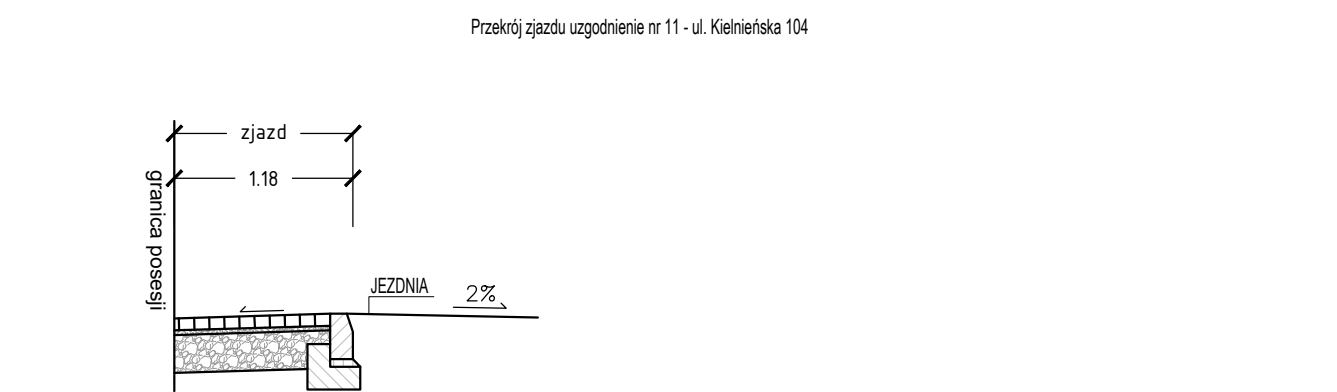 Przekrój zjazdu uzgodnienie nr 11 - ul. Kielnieńska 104
zjazd
1.18
granica posesji
JEZDNIA
2%